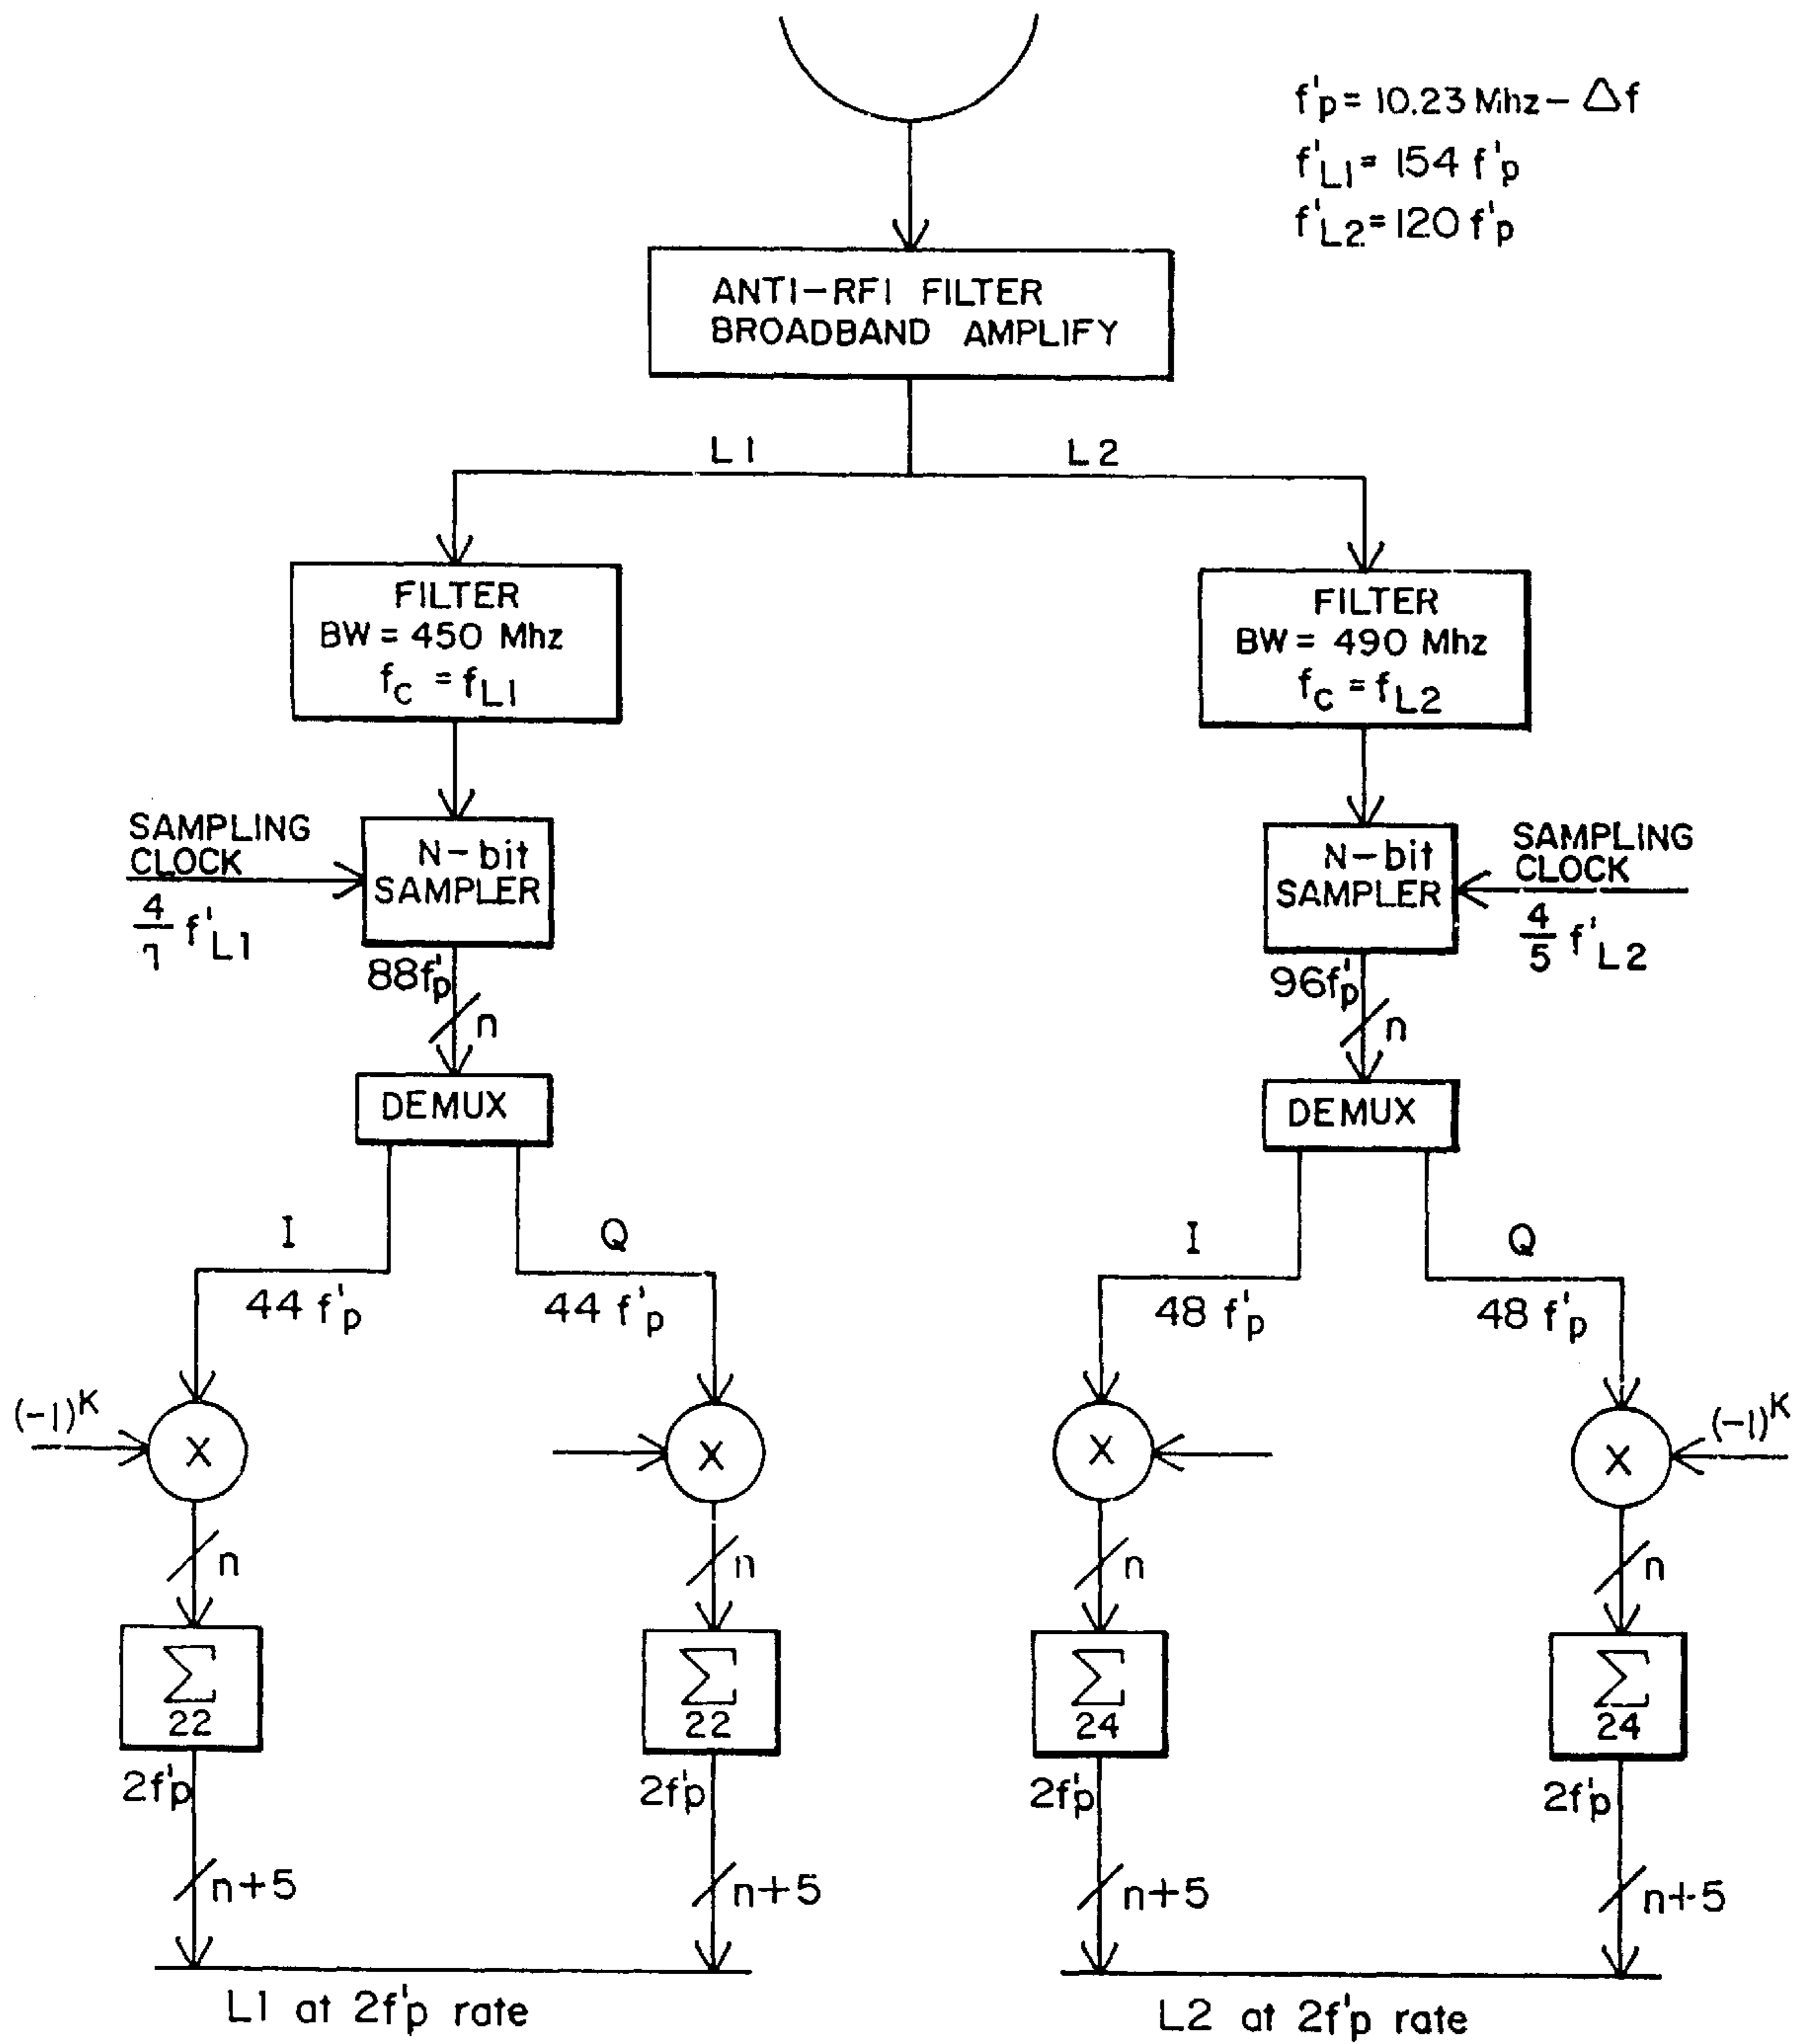 f'p = 10.23 Mhz - Δf
f'L1 = 154 f'p
f'L2 = 120 f'p
ANTI-RFI FILTER
BROADBAND AMPLIFY
L1
L2
FILTER
BW = 450 Mhz
fC = fL1
FILTER
BW = 490 Mhz
fC = fL2
SAMPLING
CLOCK
4/7 f'L1
N-bit
SAMPLER
N-bit
SAMPLER
SAMPLING
CLOCK
4/5 f'L2
88f'p
n
96f'p
n
DEMUX
DEMUX
I
Q
I
Q
44 f'p
44 f'p
48 f'p
48 f'p
(-1)K
X
X
X
X
(-1)K
n
n
n
n
Σ
22
Σ
22
Σ
24
Σ
24
2f'p
2f'p
2f'p
2f'p
n+5
n+5
n+5
n+5
L1 at 2f'p rate
L2 at 2f'p rate